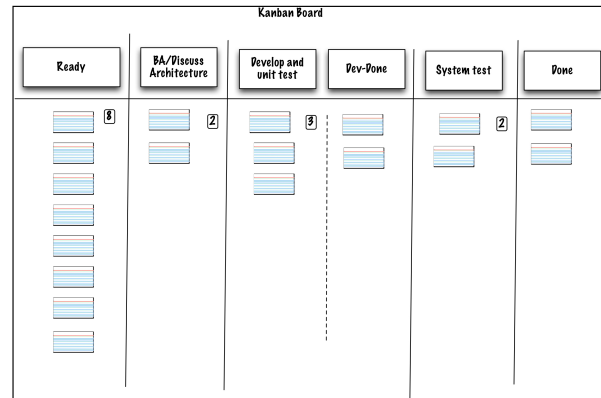 Kanban Board
Ready
BA/Discuss
Architecture
Develop and
unit test
Dev-Done
System test
Done
8
2
3
2